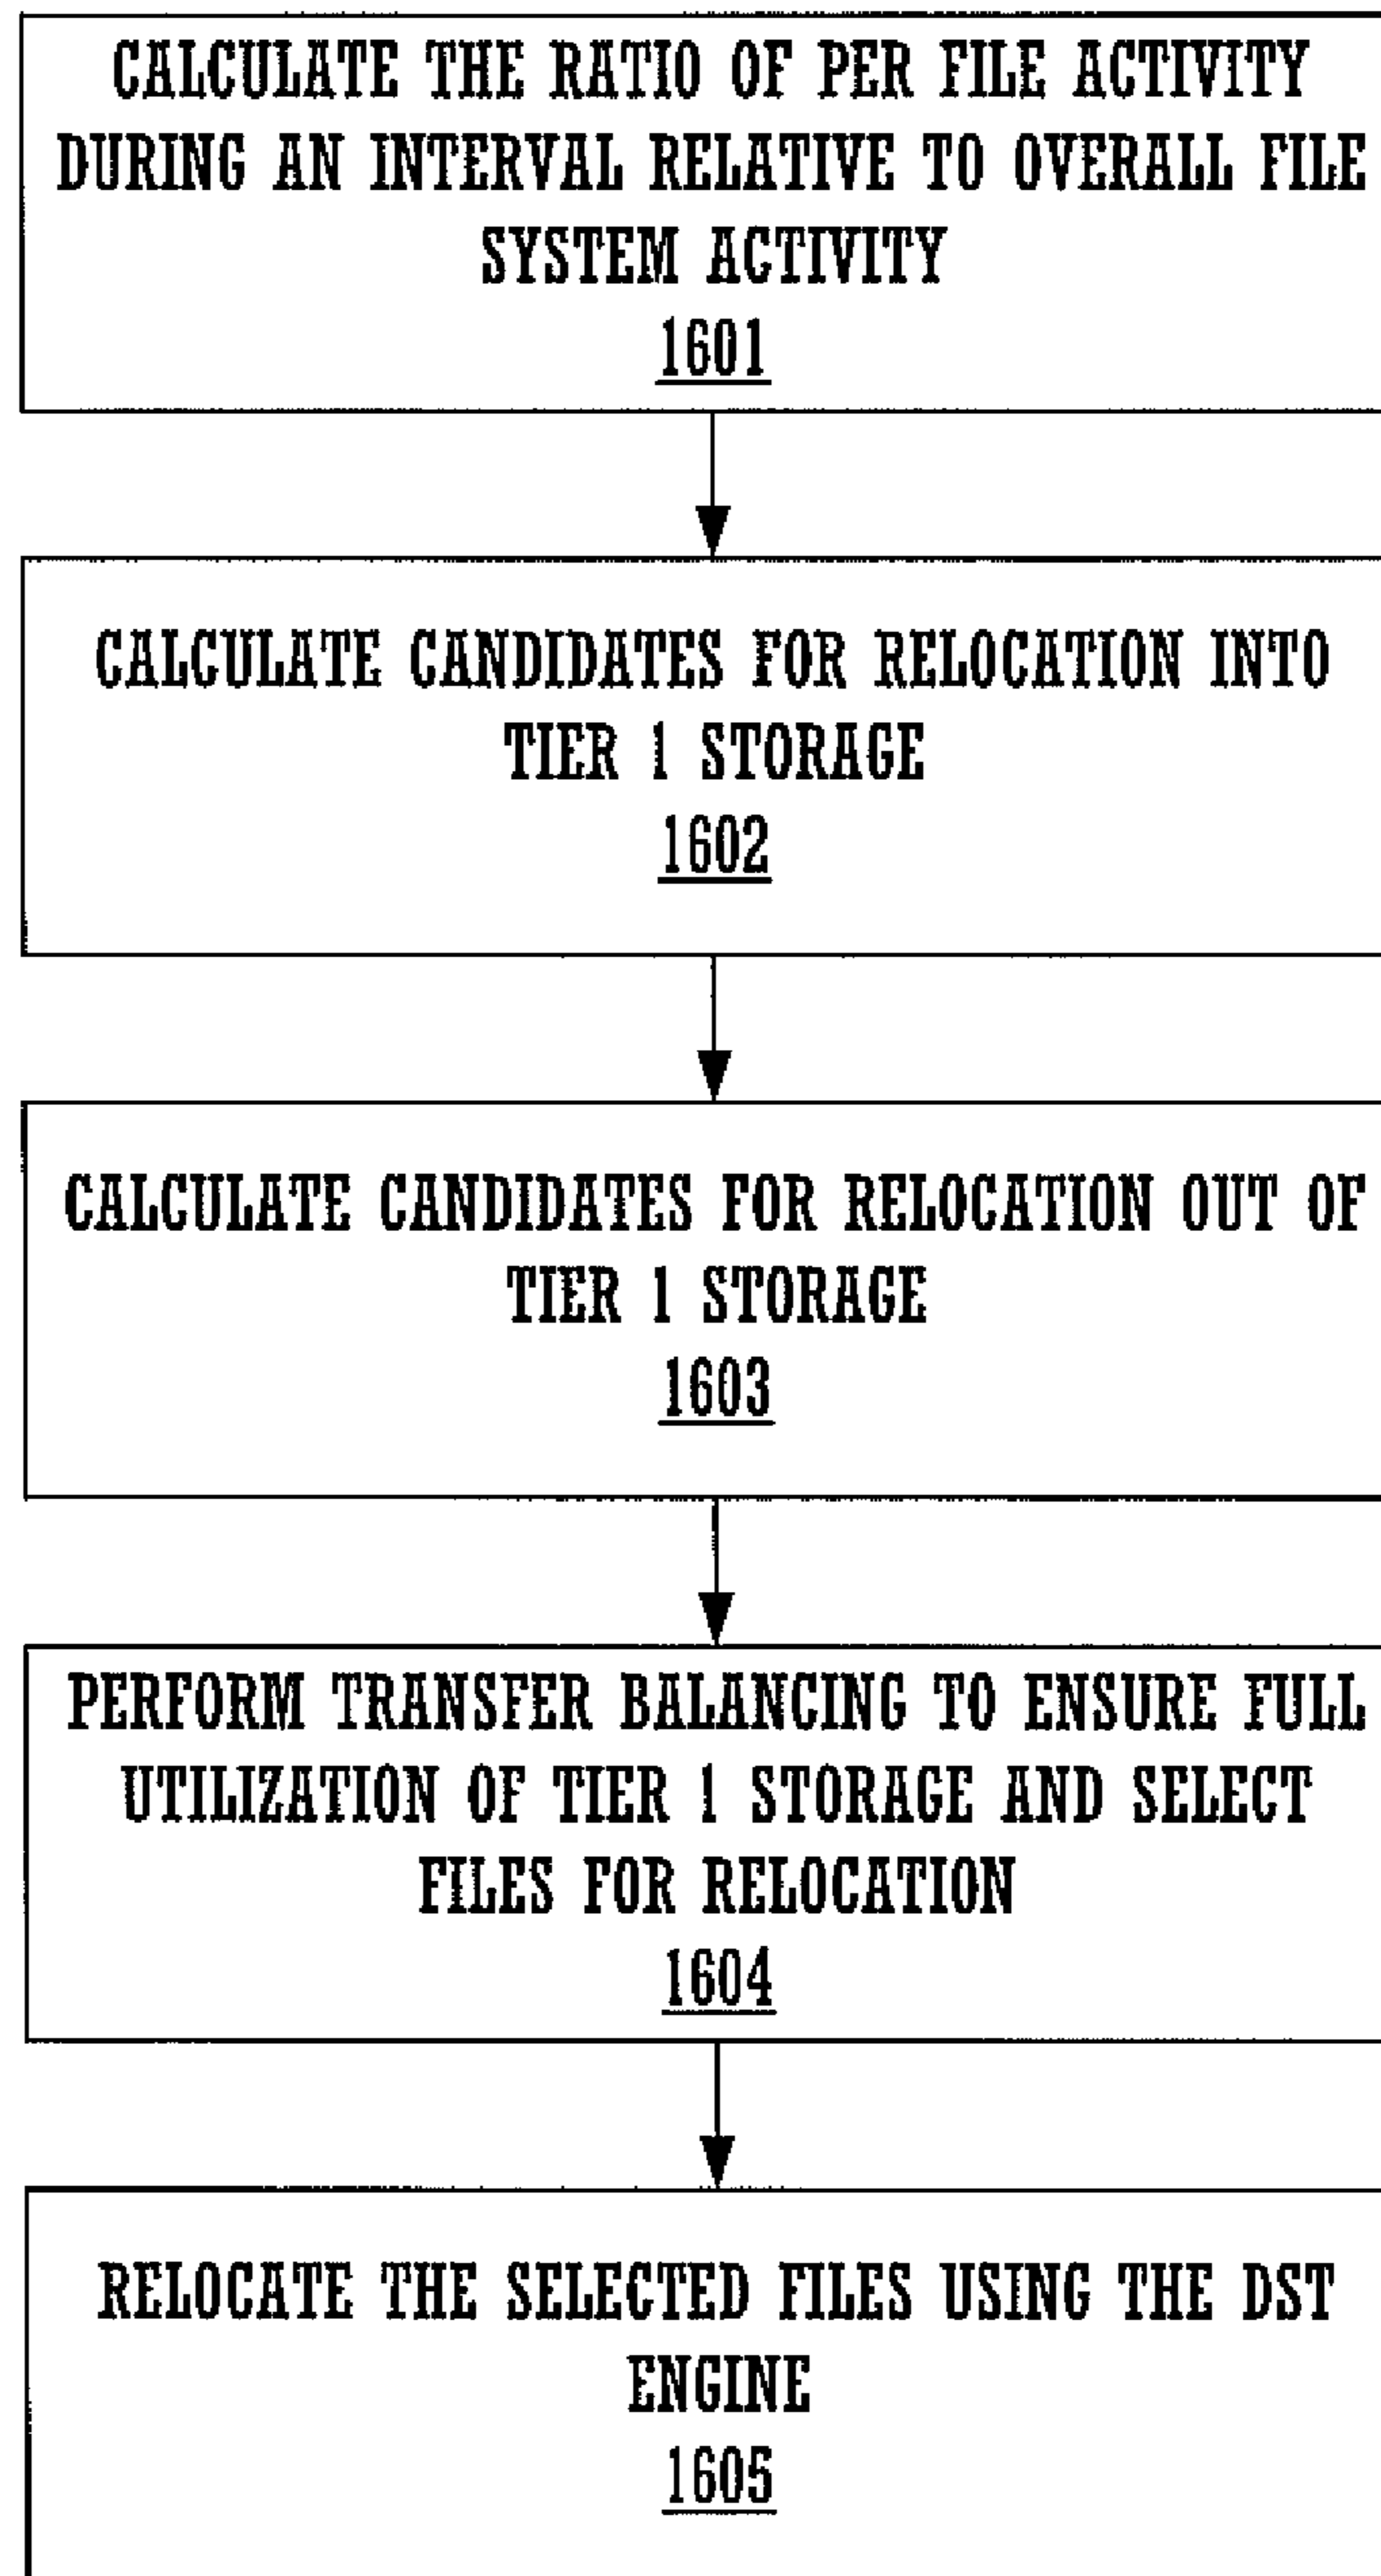 CALCULATE THE RATIO OF PER FILE ACTIVITY
DURING AN INTERVAL RELATIVE TO OVERALL FILE
SYSTEM ACTIVITY
1601
CALCULATE CANDIDATES FOR RELOCATION INTO
TIER 1 STORAGE
1602
CALCULATE CANDIDATES FOR RELOCATION OUT OF
TIER 1 STORAGE
1603
PERFORM TRANSFER BALANCING TO ENSURE FULL
UTILIZATION OF TIER 1 STORAGE AND SELECT
FILES FOR RELOCATION
1604
RELOCATE THE SELECTED FILES USING THE DST
ENGINE
1605